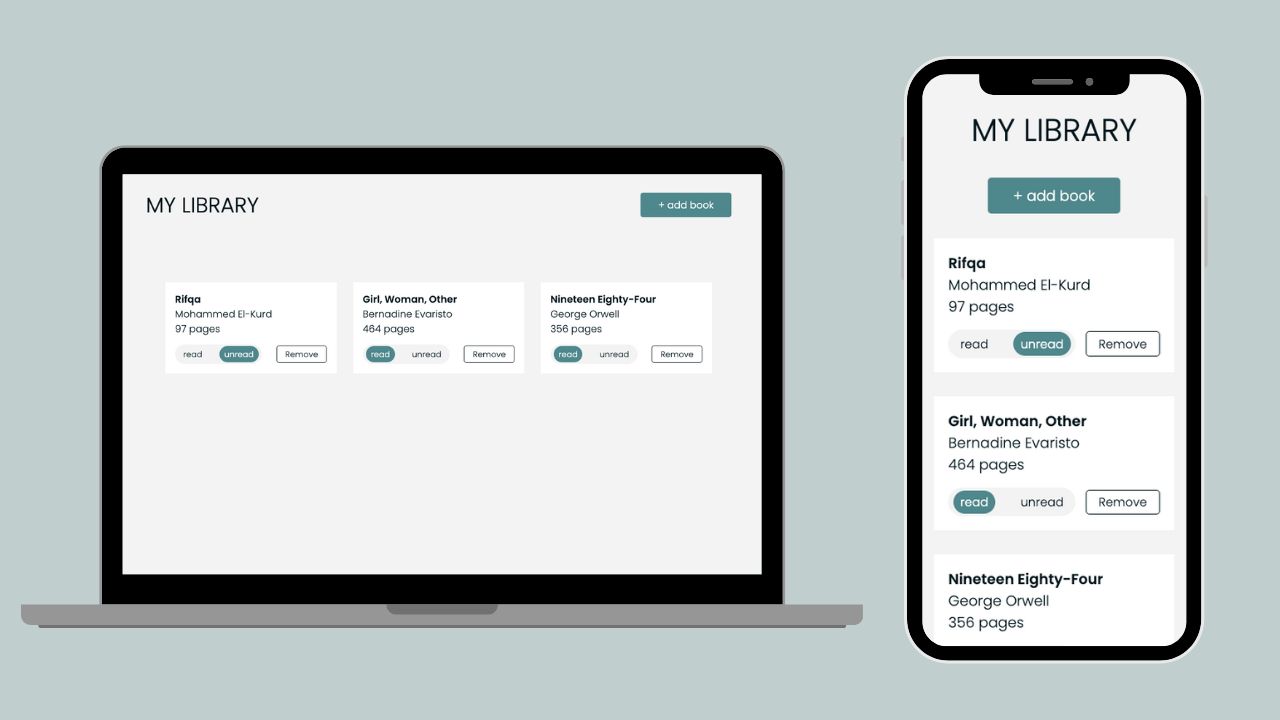 MY LIBRARY
+ add book
Rifqa
Mohammed El-Kurd
97 pages
read unread Remove
Girl, Woman, Other
Bernadine Evaristo
464 pages
read unread Remove
Nineteen Eighty-Four
George Orwell
356 pages
read unread Remove
MY LIBRARY
+ add book
Rifqa
Mohammed El-Kurd
97 pages
read unread Remove
Girl, Woman, Other
Bernadine Evaristo
464 pages
read unread Remove
Nineteen Eighty-Four
George Orwell
356 pages